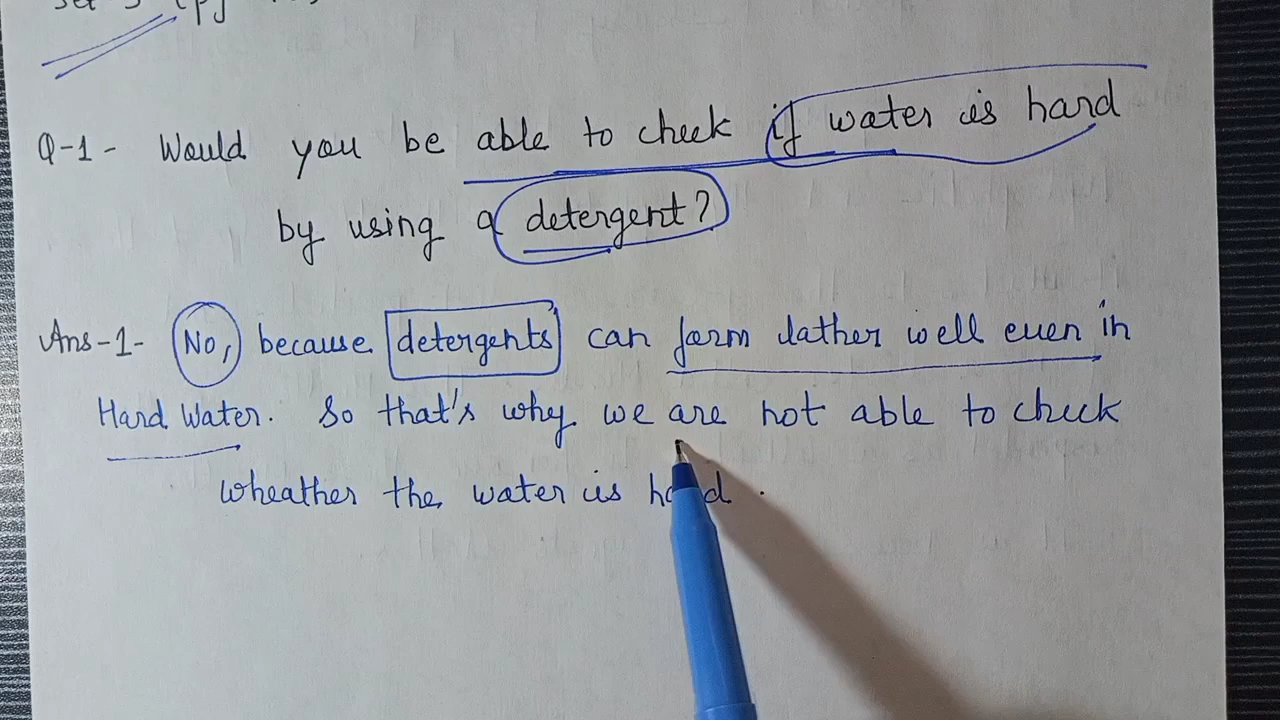 Q-1- Would you be able to check if water is hard
by using a detergent?
Ans-1- No, because detergents can form lather well even in
Hard Water. So that's why we are not able to check
wheather the water is hard.